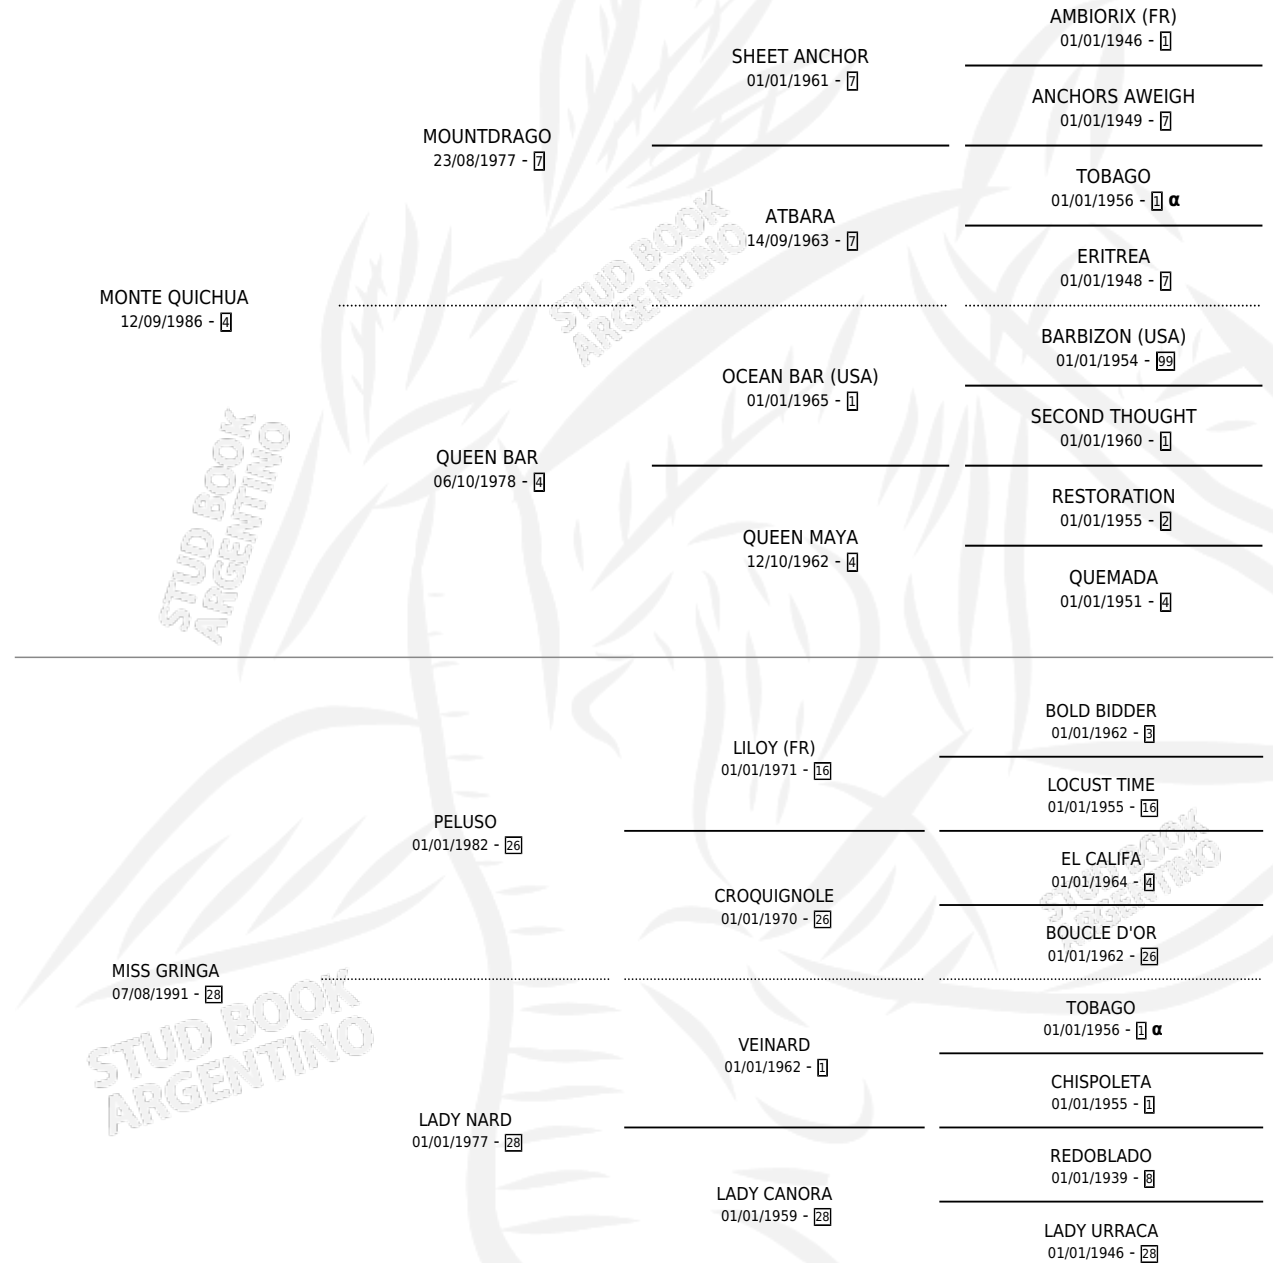 AMBIORIX (FR)
01/01/1946 - 1
SHEET ANCHOR
01/01/1961 - 7
ANCHORS AWEIGH
01/01/1949 - 7
MOUNTDRAGO
23/08/1977 - 7
TOBAGO
01/01/1956 - 1 α
ATBARA
14/09/1963 - 7
ERITREA
01/01/1948 - 7
MONTE QUICHUA
12/09/1986 - 4
BARBIZON (USA)
01/01/1954 - 99
OCEAN BAR (USA)
01/01/1965 - 1
SECOND THOUGHT
01/01/1960 - 1
QUEEN BAR
06/10/1978 - 4
RESTORATION
01/01/1955 - 2
QUEEN MAYA
12/10/1962 - 4
QUEMADA
01/01/1951 - 4
BOLD BIDDER
01/01/1962 - 3
LILOY (FR)
01/01/1971 - 16
LOCUST TIME
01/01/1955 - 16
PELUSO
01/01/1982 - 26
EL CALIFA
01/01/1964 - 4
CROQUIGNOLE
01/01/1970 - 26
BOUCLE D'OR
01/01/1962 - 26
MISS GRINGA
07/08/1991 - 28
TOBAGO
01/01/1956 - 1 α
VEINARD
01/01/1962 - 1
CHISPOLETA
01/01/1955 - 1
LADY NARD
01/01/1977 - 28
REDOBLADO
01/01/1939 - 8
LADY CANORA
01/01/1959 - 28
LADY URRACA
01/01/1946 - 28
STUD BOOK
ARGENTINO
STUD BOOK
ARGENTINO
STUD BOOK
ARGENTINO
STUD BOOK
ARGENTINO